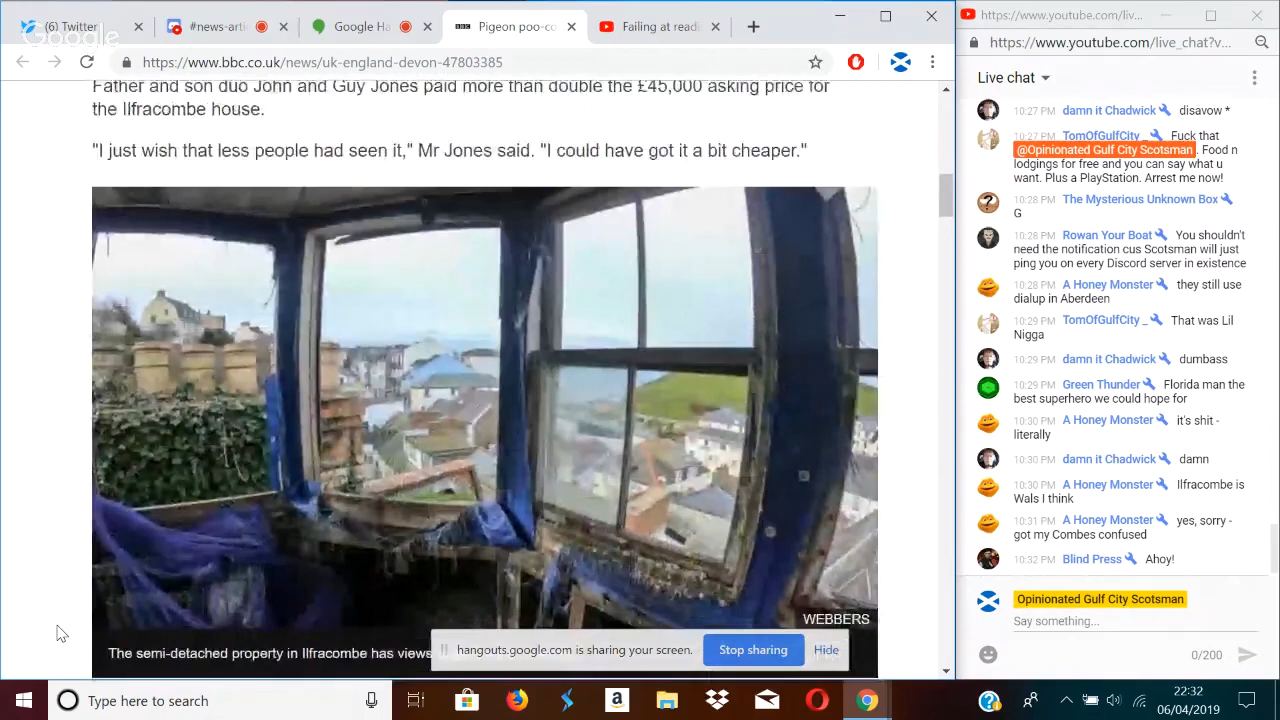 (6) Twitter
#news-arti
Google Ha
Pigeon poo-co
Failing at readi
Google
https://www.youtube.com/liv...
https://www.bbc.co.uk/news/uk-england-devon-47803385
https://www.youtube.com/live_chat?v...
Father and son duo John and Guy Jones paid more than double the £45,000 asking price for
the Ilfracombe house.
"I just wish that less people had seen it," Mr Jones said. "I could have got it a bit cheaper."
WEBBERS
The semi-detached property in Ilfracombe has views
hangouts.google.com is sharing your screen.
Stop sharing
Hide
Live chat
10:27 PM damn it Chadwick disavow *
10:27 PM TomOfGulfCity _ Fuck that
@Opinionated Gulf City Scotsman . Food n
lodgings for free and you can say what u
want. Plus a PlayStation. Arrest me now!
10:28 PM The Mysterious Unknown Box
G
10:28 PM Rowan Your Boat You shouldn't
need the notification cus Scotsman will just
ping you on every Discord server in existence
10:28 PM A Honey Monster they still use
dialup in Aberdeen
10:29 PM TomOfGulfCity _ That was Lil
Nigga
10:29 PM damn it Chadwick dumbass
10:29 PM Green Thunder Florida man the
best superhero we could hope for
10:30 PM A Honey Monster it's shit -
literally
10:30 PM damn it Chadwick damn
10:30 PM A Honey Monster Ilfracombe is
Wals I think
10:31 PM A Honey Monster yes, sorry -
got my Combes confused
10:32 PM Blind Press Ahoy!
Opinionated Gulf City Scotsman
Say something...
0/200
Type here to search
22:32
06/04/2019